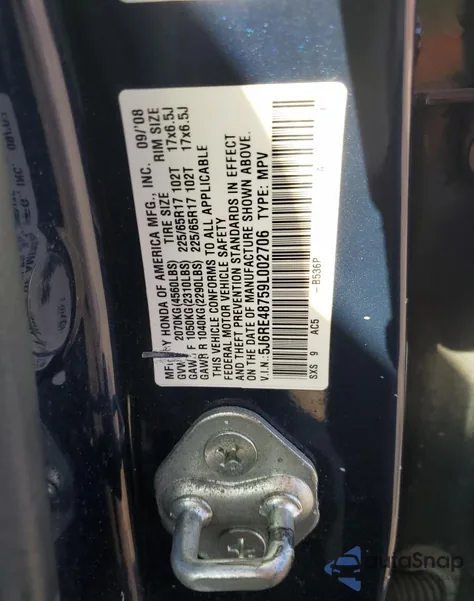 MFD. BY HONDA OF AMERICA MFG., INC. 09/'08
TIRE SIZE RIM SIZE
GVWR 2070KG(4560LBS) 225/65R17 102T 17x6.5J
GAWR F 1050KG(2310LBS) 225/65R17 102T 17x6.5J
GAWR R 1040KG(2290LBS)
THIS VEHICLE CONFORMS TO ALL APPLICABLE
FEDERAL MOTOR VEHICLE SAFETY
AND THEFT PREVENTION STANDARDS IN EFFECT
ON THE DATE OF MANUFACTURE SHOWN ABOVE.
V.I.N.: 5J6RE48759L002706 TYPE: MPV
SXS 9 AC5 -B536P A
AutoSnap